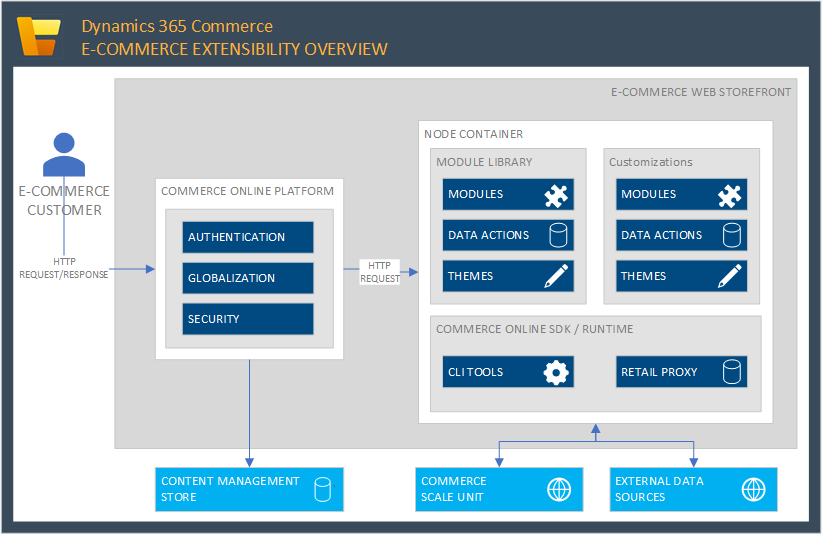 Dynamics 365 Commerce
E-COMMERCE EXTENSIBILITY OVERVIEW
E-COMMERCE WEB STOREFRONT
E-COMMERCE
CUSTOMER
HTTP
REQUEST/RESPONSE
COMMERCE ONLINE PLATFORM
AUTHENTICATION
GLOBALIZATION
SECURITY
HTTP
REQUEST
NODE CONTAINER
MODULE LIBRARY
MODULES
DATA ACTIONS
THEMES
Customizations
MODULES
DATA ACTIONS
THEMES
COMMERCE ONLINE SDK / RUNTIME
CLI TOOLS
RETAIL PROXY
CONTENT MANAGEMENT
STORE
COMMERCE
SCALE UNIT
EXTERNAL DATA
SOURCES